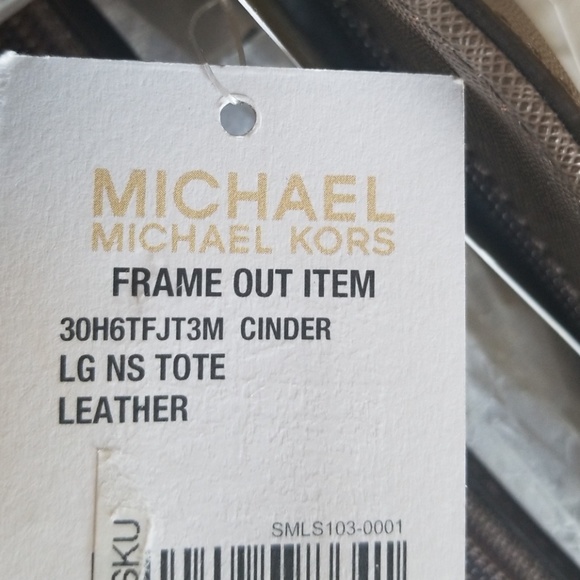 MICHAEL
MICHAEL KORS
FRAME OUT ITEM
30H6TFJT3M CINDER
LG NS TOTE
LEATHER
SMLS103-0001
SKU